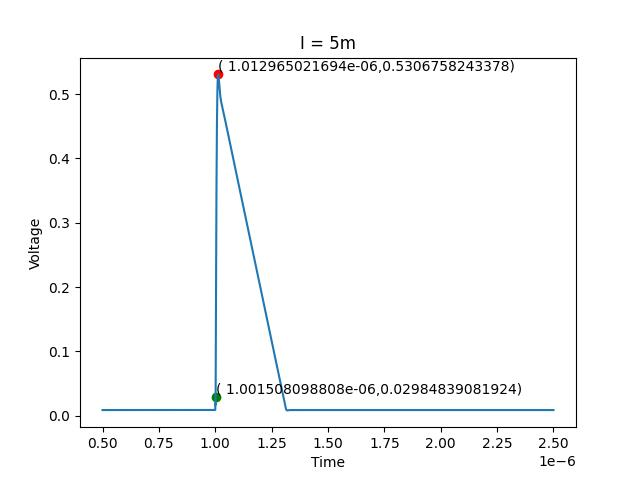 l = 5m
( 1.012965021694e-06,0.5306758243378)
0.5
0.4
0.3
Voltage
0.2
0.1
( 1.001508098808e-06,0.02984839081924)
0.0
0.50 0.75 1.00 1.25 1.50 1.75 2.00 2.25 2.50
Time
1e−6